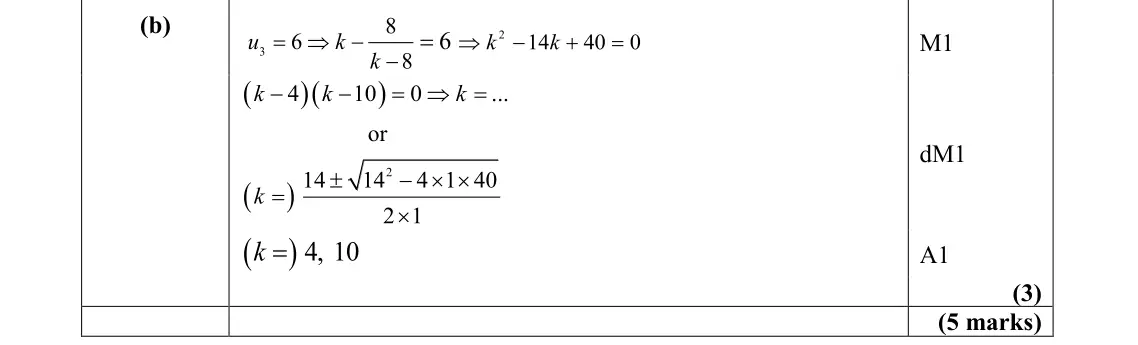 (b)
u₃ = 6 ⇒ k − 8/(k − 8) = 6 ⇒ k² − 14k + 40 = 0 M1
(k − 4)(k − 10) = 0 ⇒ k = ...
or
dM1
(k =) (14 ± √(14² − 4 × 1 × 40))/(2 × 1)
(k =) 4, 10 A1
(3)
(5 marks)